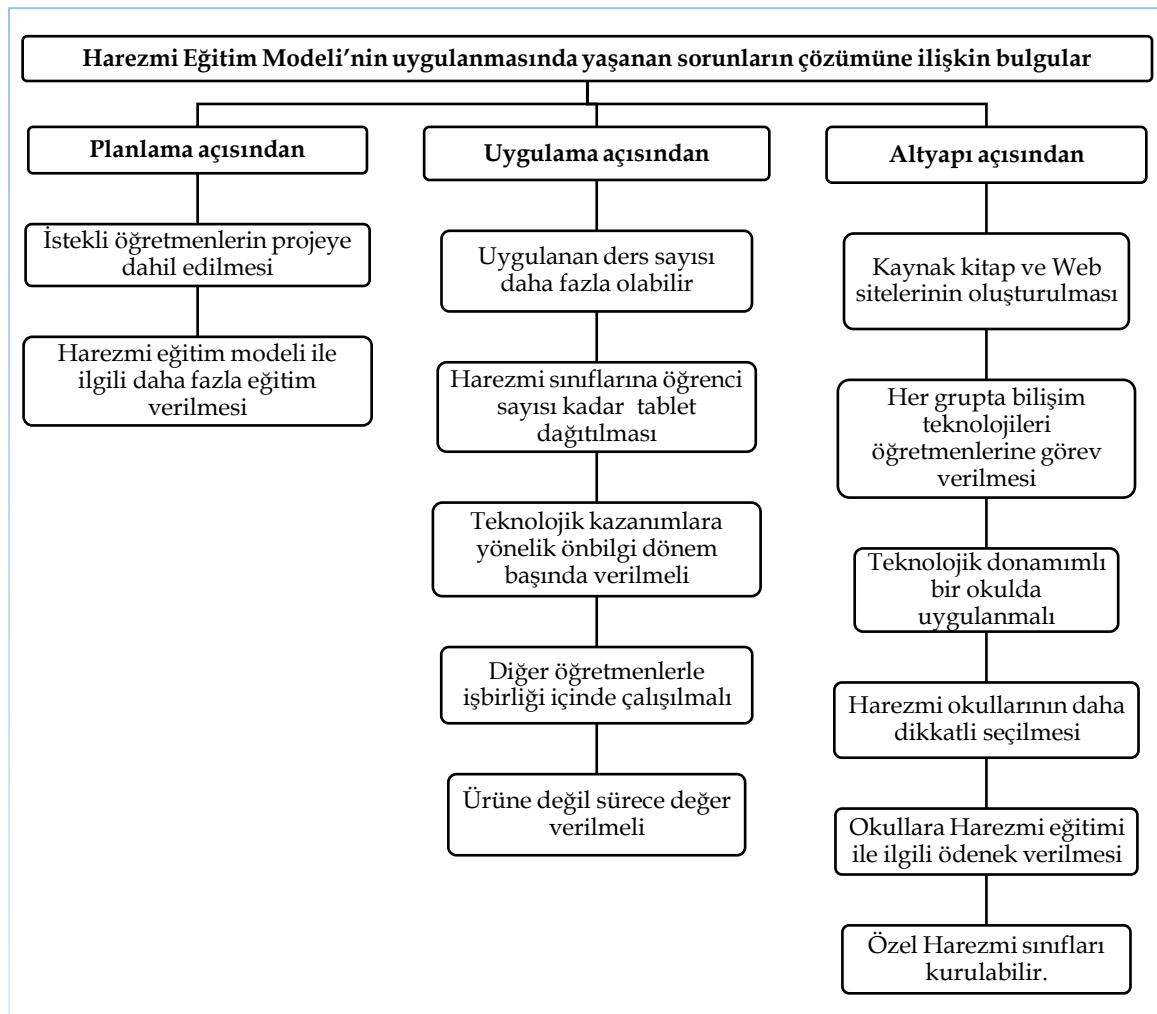 Harezmi Eğitim Modeli’nin uygulanmasında yaşanan sorunların çözümüne ilişkin bulgular
Planlama açısından
İstekli öğretmenlerin projeye
dahil edilmesi
Harezmi eğitim modeli ile
ilgili daha fazla eğitim
verilmesi
Uygulama açısından
Uygulanan ders sayısı
daha fazla olabilir
Harezmi sınıflarına öğrenci
sayısı kadar tablet
dağıtılması
Teknolojik kazanımlara
yönelik önbilgi dönem
başında verilmeli
Diğer öğretmenlerle
işbirliği içinde çalışılmalı
Ürüne değil sürece değer
verilmeli
Altyapı açısından
Kaynak kitap ve Web
sitelerinin oluşturulması
Her grupta bilişim
teknolojileri
öğretmenlerine görev
verilmesi
Teknolojik donamımlı
bir okulda
uygulanmalı
Harezmi okullarının daha
dikkatli seçilmesi
Okullara Harezmi eğitimi
ile ilgili ödenek verilmesi
Özel Harezmi sınıfları
kurulabilir.